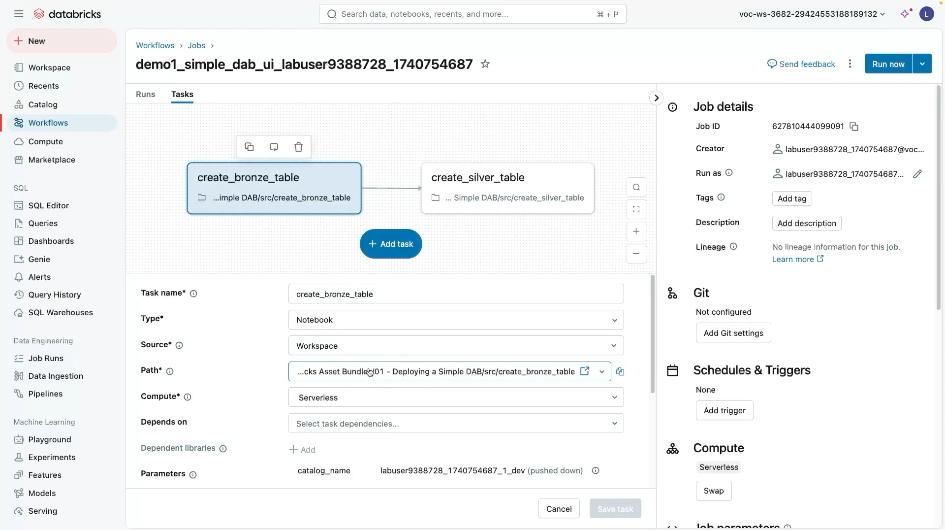 databricks
Search data, notebooks, recents, and more...
⌘ + P
voc-ws-3682-29424553188189132
L
New
Workspace
Recents
Catalog
Workflows
Compute
Marketplace
SQL
SQL Editor
Queries
Dashboards
Genie
Alerts
Query History
SQL Warehouses
Data Engineering
Job Runs
Data Ingestion
Pipelines
Machine Learning
Playground
Experiments
Features
Models
Serving
Workflows › Jobs ›
demo1_simple_dab_ui_labuser9388728_1740754687
Send feedback
Run now
Runs
Tasks
create_bronze_table
...imple DAB/src/create_bronze_table
create_silver_table
... Simple DAB/src/create_silver_table
+ Add task
Task name*
create_bronze_table
Type*
Notebook
Source*
Workspace
Path*
...cks Asset Bundles/01 - Deploying a Simple DAB/src/create_bronze_table
Compute*
Serverless
Depends on
Select task dependencies...
Dependent libraries
+ Add
Parameters
catalog_name
labuser9388728_1740754687_1_dev (pushed down)
Cancel
Save task
Job details
Job ID
627810444099091
Creator
labuser9388728_1740754687@voc...
Run as
labuser9388728_1740754687...
Tags
Add tag
Description
Add description
Lineage
No lineage information for this job.
Learn more
Git
Not configured
Add Git settings
Schedules & Triggers
None
Add trigger
Compute
Serverless
Swap
Job parameters